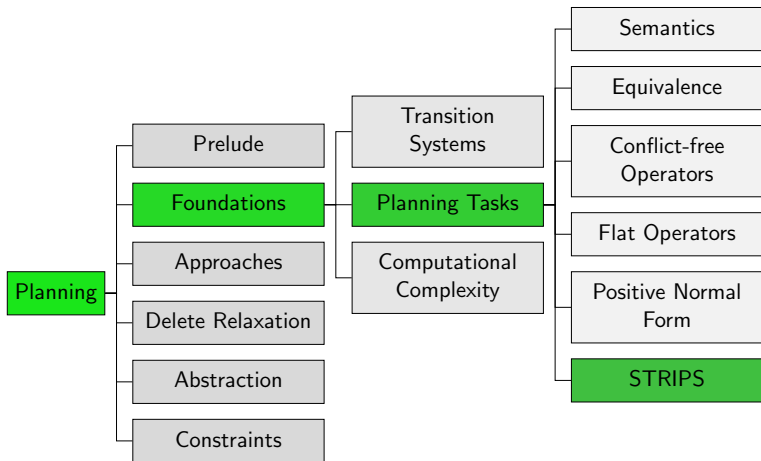 Planning
Prelude
Foundations
Approaches
Delete Relaxation
Abstraction
Constraints
Transition
Systems
Planning Tasks
Computational
Complexity
Semantics
Equivalence
Conflict-free
Operators
Flat Operators
Positive Normal
Form
STRIPS